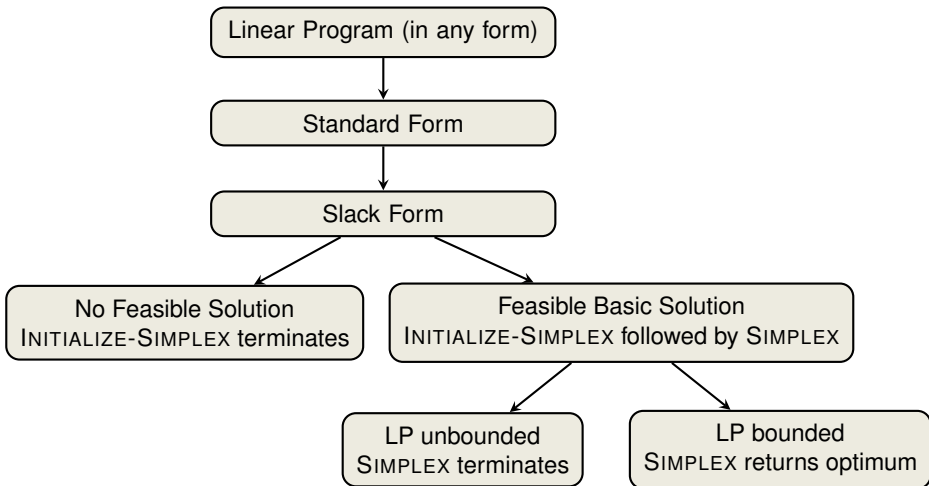 Linear Program (in any form)
Standard Form
Slack Form
No Feasible Solution
INITIALIZE-SIMPLEX terminates
Feasible Basic Solution
INITIALIZE-SIMPLEX followed by SIMPLEX
LP unbounded
SIMPLEX terminates
LP bounded
SIMPLEX returns optimum